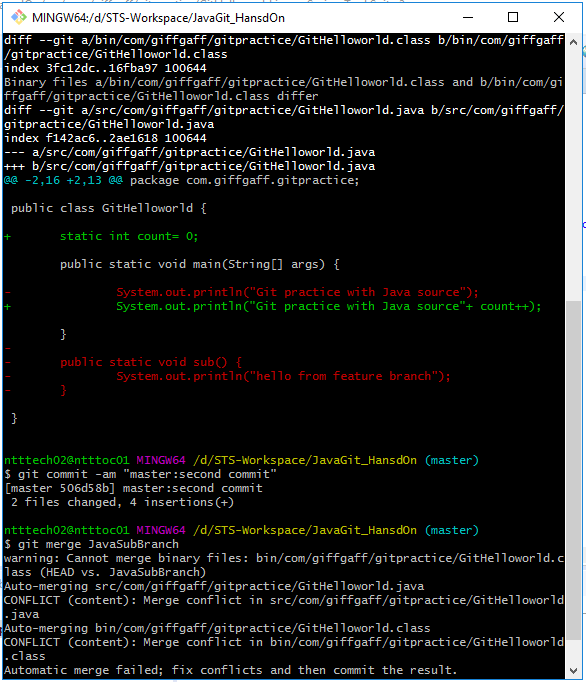 MINGW64:/d/STS-Workspace/JavaGit_HansdOn
diff --git a/bin/com/giffgaff/gitpractice/GitHelloworld.class b/bin/com/giffgaff
/gitpractice/GitHelloworld.class
index 3fc12dc..16fba97 100644
Binary files a/bin/com/giffgaff/gitpractice/GitHelloworld.class and b/bin/com/gi
ffgaff/gitpractice/GitHelloworld.class differ
diff --git a/src/com/giffgaff/gitpractice/GitHelloworld.java b/src/com/giffgaff/
gitpractice/GitHelloworld.java
index f142ac6..2ae1618 100644
--- a/src/com/giffgaff/gitpractice/GitHelloworld.java
+++ b/src/com/giffgaff/gitpractice/GitHelloworld.java
@@ -2,16 +2,13 @@ package com.giffgaff.gitpractice;
 public class GitHelloworld {
+       static int count= 0;
        public static void main(String[] args) {
-               System.out.println("Git practice with Java source");
+               System.out.println("Git practice with Java source"+ count++);
        }
-
-       public static void sub() {
-               System.out.println("hello from feature branch");
-       }
 }
ntttech02@ntttoc01 MINGW64 /d/STS-Workspace/JavaGit_HansdOn (master)
$ git commit -am "master:second commit"
[master 506d58b] master:second commit
 2 files changed, 4 insertions(+)
ntttech02@ntttoc01 MINGW64 /d/STS-Workspace/JavaGit_HansdOn (master)
$ git merge JavaSubBranch
warning: Cannot merge binary files: bin/com/giffgaff/gitpractice/GitHelloworld.c
lass (HEAD vs. JavaSubBranch)
Auto-merging src/com/giffgaff/gitpractice/GitHelloworld.java
CONFLICT (content): Merge conflict in src/com/giffgaff/gitpractice/GitHelloworld
.java
Auto-merging bin/com/giffgaff/gitpractice/GitHelloworld.class
CONFLICT (content): Merge conflict in bin/com/giffgaff/gitpractice/GitHelloworld
.class
Automatic merge failed; fix conflicts and then commit the result.